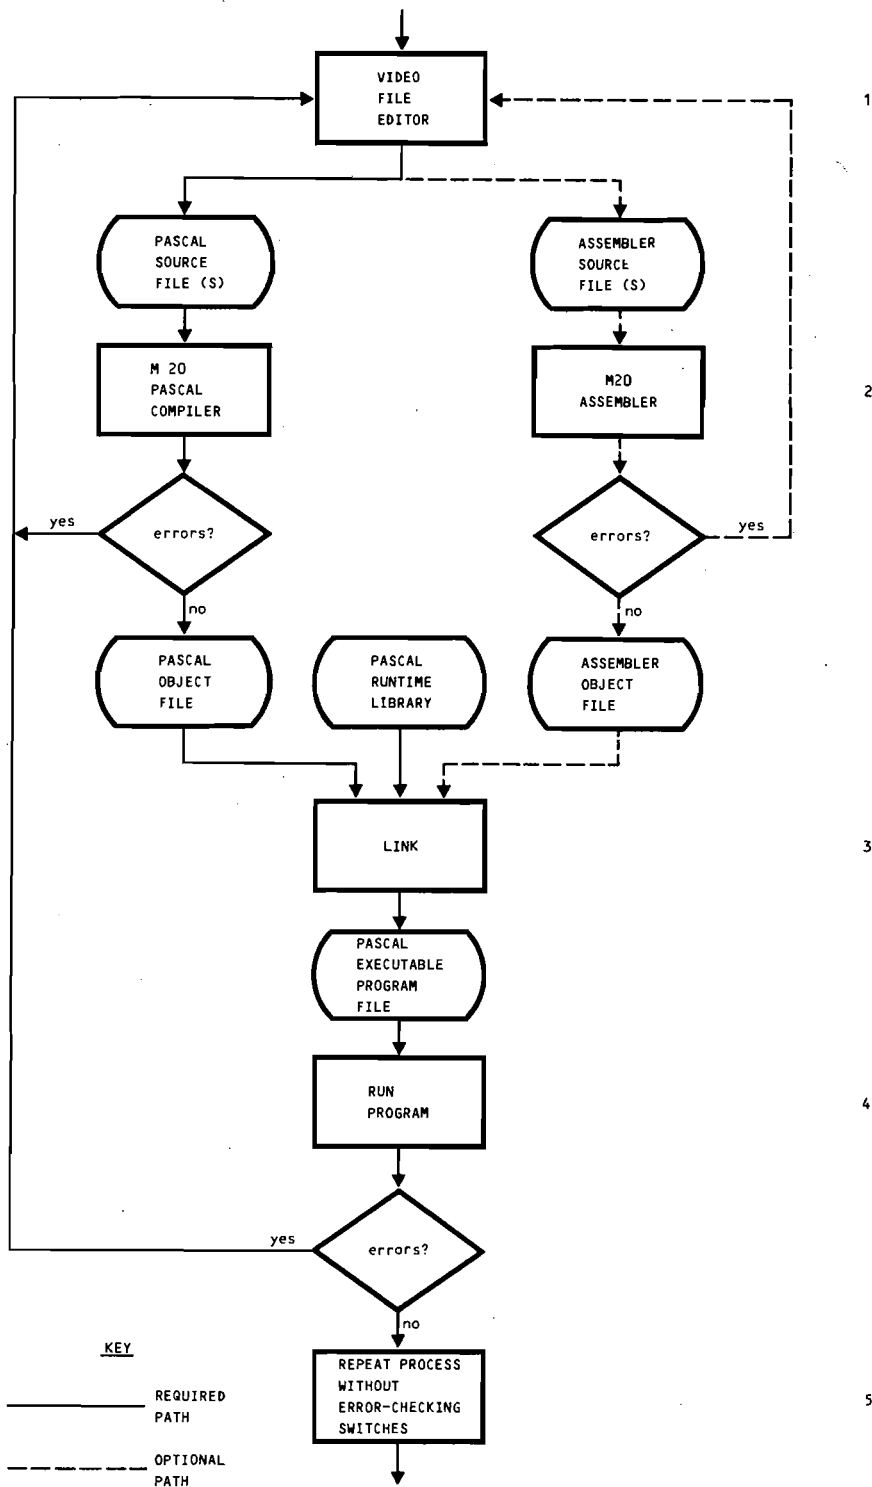 VIDEO
FILE
EDITOR
1
PASCAL
SOURCE
FILE (S)
ASSEMBLER
SOURCE
FILE (S)
M 20
PASCAL
COMPILER
M20
ASSEMBLER
2
errors?
yes
no
errors?
yes
no
PASCAL
OBJECT
FILE
PASCAL
RUNTIME
LIBRARY
ASSEMBLER
OBJECT
FILE
LINK
3
PASCAL
EXECUTABLE
PROGRAM
FILE
RUN
PROGRAM
4
yes
errors?
no
REPEAT PROCESS
WITHOUT
ERROR-CHECKING
SWITCHES
5
KEY
REQUIRED
PATH
OPTIONAL
PATH